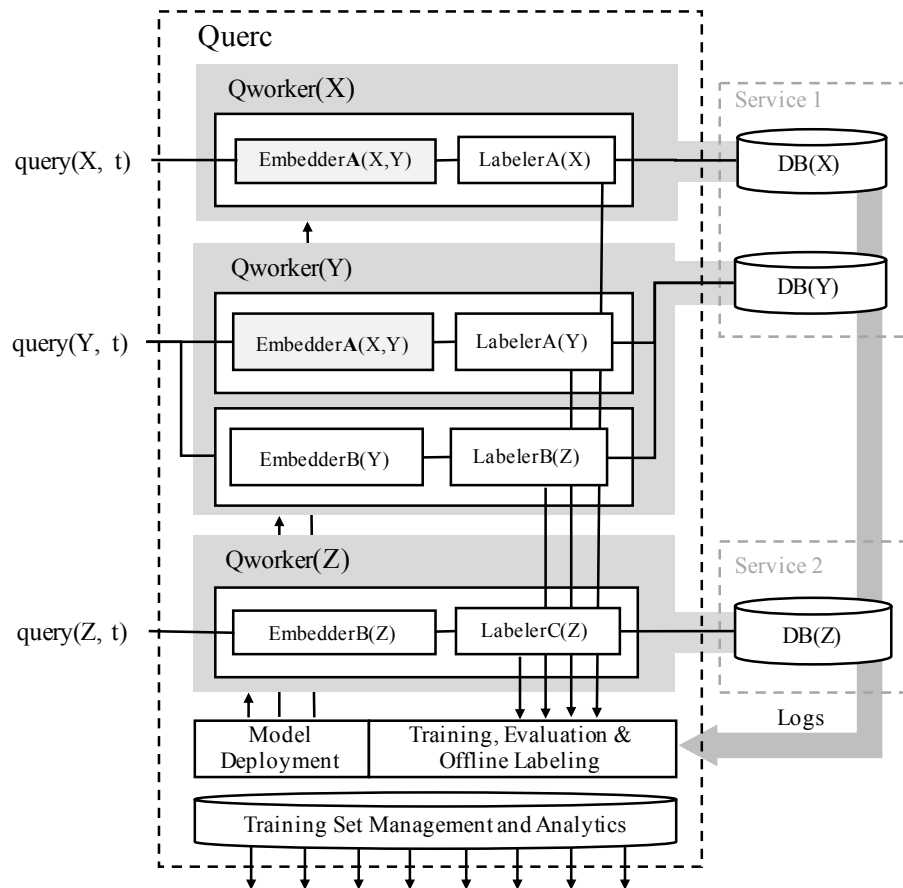 Querc
Qworker(X)
Service 1
query(X, t)
EmbedderA(X,Y)
LabelerA(X)
DB(X)
Qworker(Y)
DB(Y)
query(Y, t)
EmbedderA(X,Y)
LabelerA(Y)
EmbedderB(Y)
LabelerB(Z)
Qworker(Z)
Service 2
query(Z, t)
EmbedderB(Z)
LabelerC(Z)
DB(Z)
Logs
Model
Deployment
Training, Evaluation &
Offline Labeling
Training Set Management and Analytics